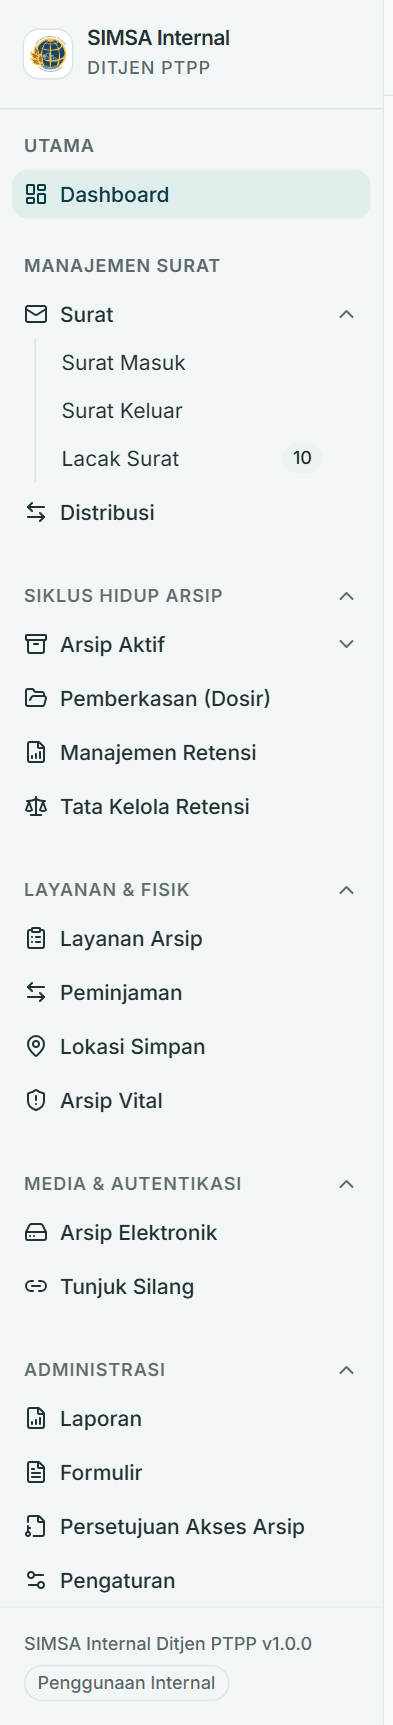 SIMSA Internal
DITJEN PTPP
UTAMA
Dashboard
MANAJEMEN SURAT
Surat
Surat Masuk
Surat Keluar
Lacak Surat 10
Distribusi
SIKLUS HIDUP ARSIP
Arsip Aktif
Pemberkasan (Dosir)
Manajemen Retensi
Tata Kelola Retensi
LAYANAN & FISIK
Layanan Arsip
Peminjaman
Lokasi Simpan
Arsip Vital
MEDIA & AUTENTIKASI
Arsip Elektronik
Tunjuk Silang
ADMINISTRASI
Laporan
Formulir
Persetujuan Akses Arsip
Pengaturan
SIMSA Internal Ditjen PTPP v1.0.0
Penggunaan Internal